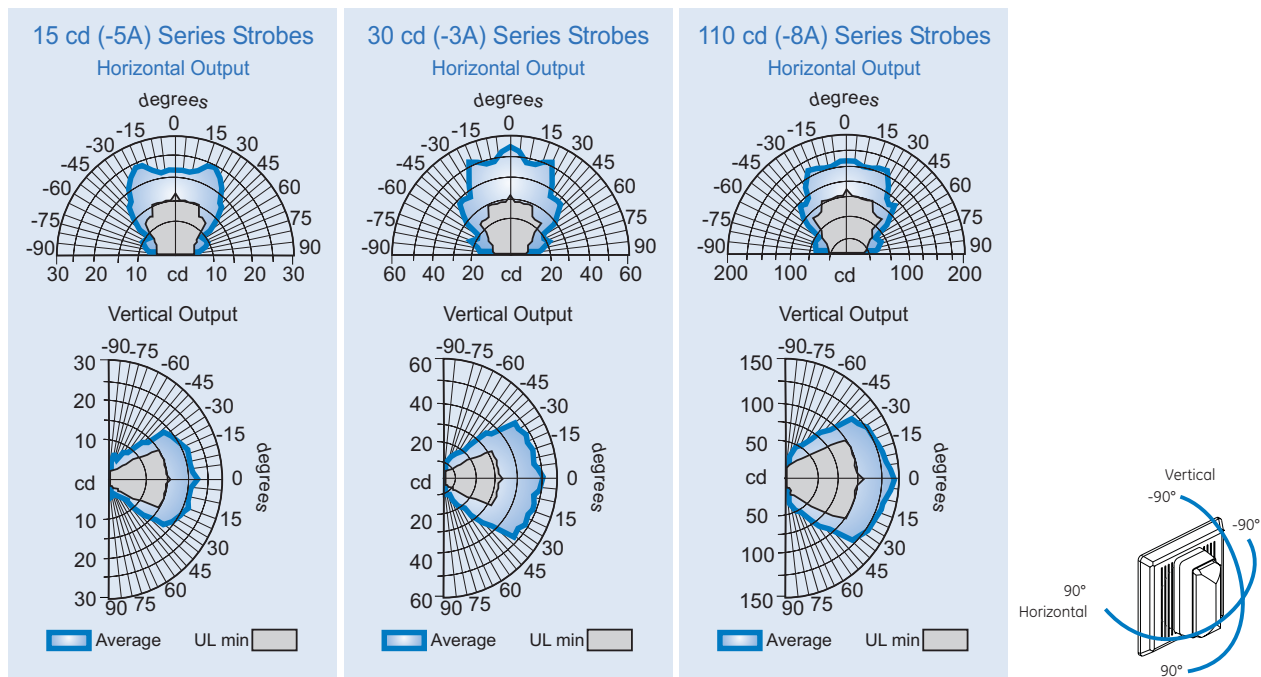 15 cd (-5A) Series Strobes
Horizontal Output
degrees
-90 -75 -60 -45 -30 -15 0 15 30 45 60 75 90
30 20 10 cd 10 20 30
Vertical Output
30 20 10 cd 10 20 30
-90 -75 -60 -45 -30 -15 0 15 30 45 60 75 90
degrees
Average UL min
30 cd (-3A) Series Strobes
Horizontal Output
degrees
-90 -75 -60 -45 -30 -15 0 15 30 45 60 75 90
60 40 20 cd 20 40 60
Vertical Output
60 40 20 cd 20 40 60
-90 -75 -60 -45 -30 -15 0 15 30 45 60 75 90
degrees
Average UL min
110 cd (-8A) Series Strobes
Horizontal Output
degrees
-90 -75 -60 -45 -30 -15 0 15 30 45 60 75 90
200 100 cd 100 200
Vertical Output
150 100 50 cd 50 100 150
-90 -75 -60 -45 -30 -15 0 15 30 45 60 75 90
degrees
Average UL min
Vertical
-90°
-90°
90°
Horizontal
90°